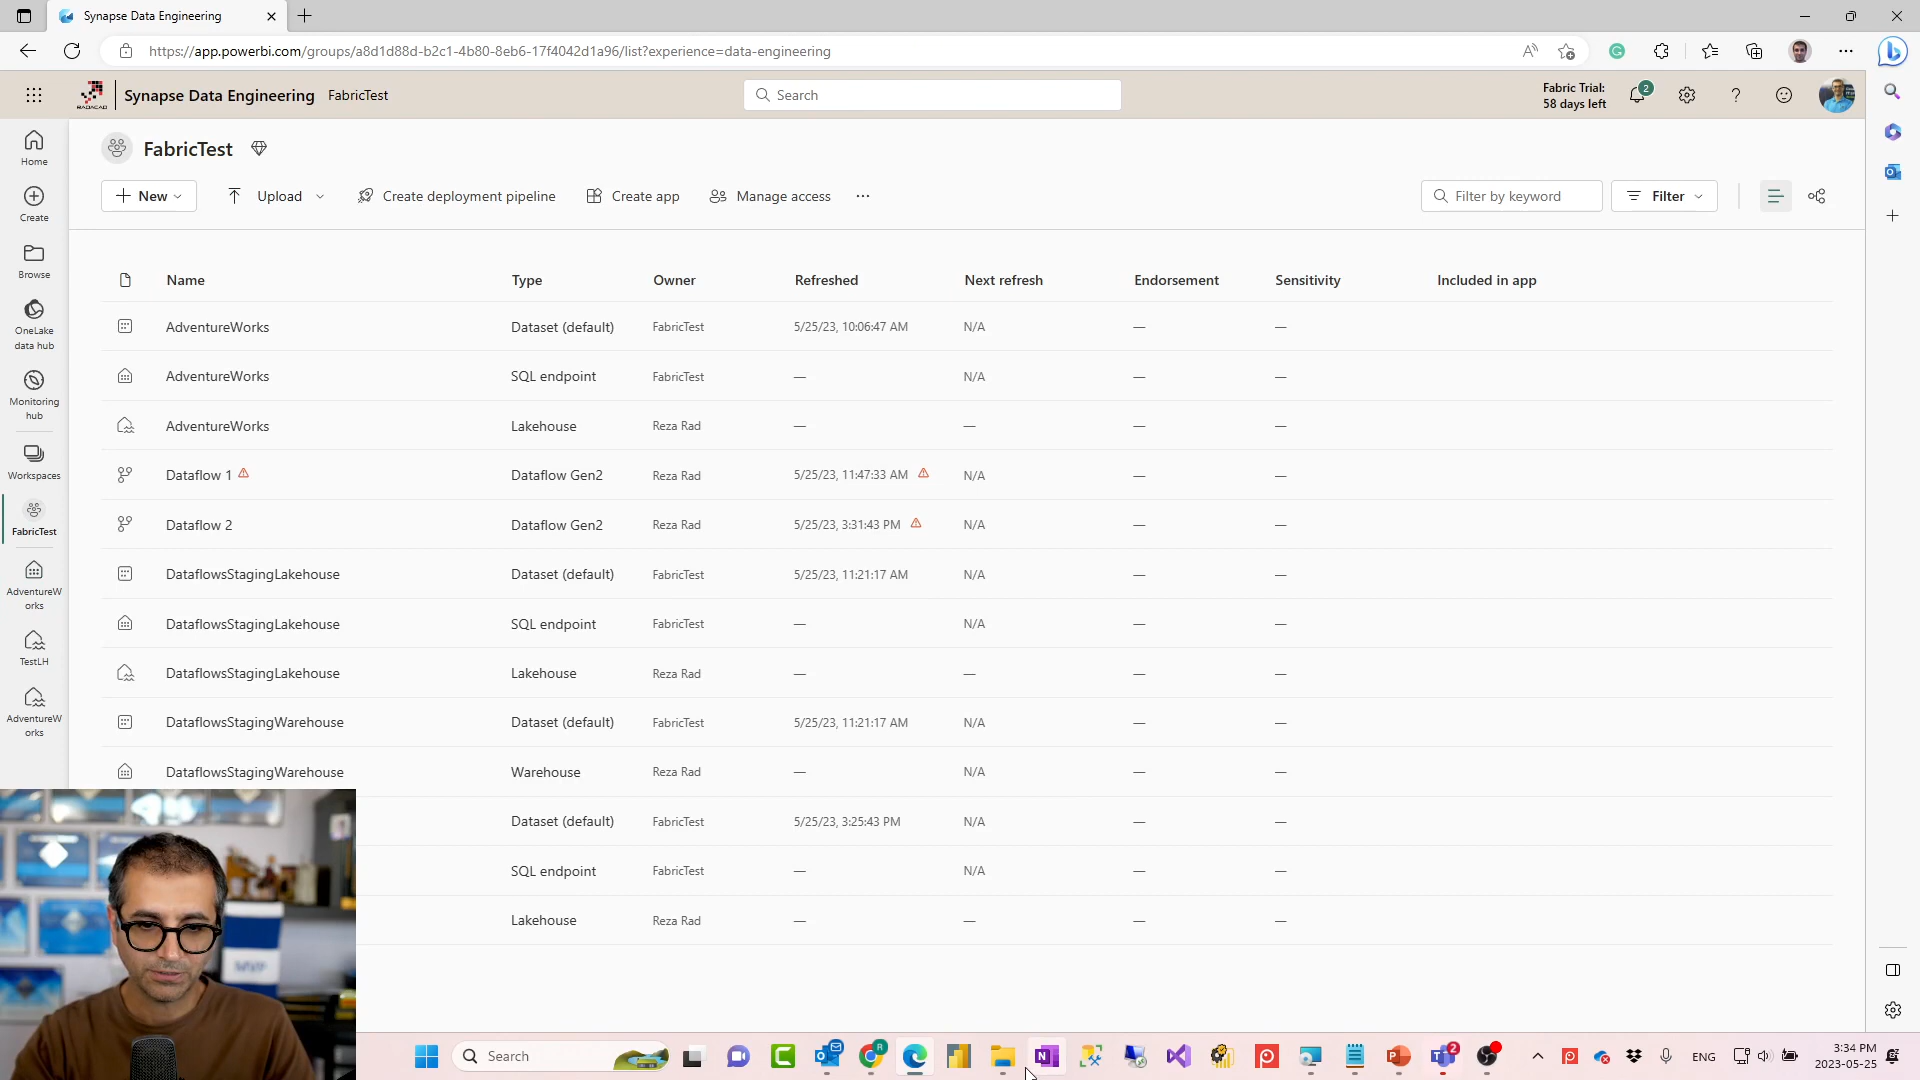 Synapse Data Engineering
https://app.powerbi.com/groups/a8d1d88d-b2c1-4b80-8eb6-17f4042d1a96/list?experience=data-engineering
RADACAD
Synapse Data Engineering FabricTest
Search
Fabric Trial:
58 days left
2
Home
Create
Browse
OneLake
data hub
Monitoring
hub
Workspaces
FabricTest
AdventureW
orks
TestLH
AdventureW
orks
FabricTest
New Upload Create deployment pipeline Create app Manage access ...
Filter by keyword Filter
Name Type Owner Refreshed Next refresh Endorsement Sensitivity Included in app
AdventureWorks Dataset (default) FabricTest 5/25/23, 10:06:47 AM N/A — —
AdventureWorks SQL endpoint FabricTest — N/A — —
AdventureWorks Lakehouse Reza Rad — — — —
Dataflow 1 Dataflow Gen2 Reza Rad 5/25/23, 11:47:33 AM N/A — —
Dataflow 2 Dataflow Gen2 Reza Rad 5/25/23, 3:31:43 PM N/A — —
DataflowsStagingLakehouse Dataset (default) FabricTest 5/25/23, 11:21:17 AM N/A — —
DataflowsStagingLakehouse SQL endpoint FabricTest — N/A — —
DataflowsStagingLakehouse Lakehouse Reza Rad — — — —
DataflowsStagingWarehouse Dataset (default) FabricTest 5/25/23, 11:21:17 AM N/A — —
DataflowsStagingWarehouse Warehouse Reza Rad — N/A — —
Dataset (default) FabricTest 5/25/23, 3:25:43 PM N/A — —
SQL endpoint FabricTest — N/A — —
Lakehouse Reza Rad — — — —
MVP
Search
2
ENG
3:34 PM
2023-05-25